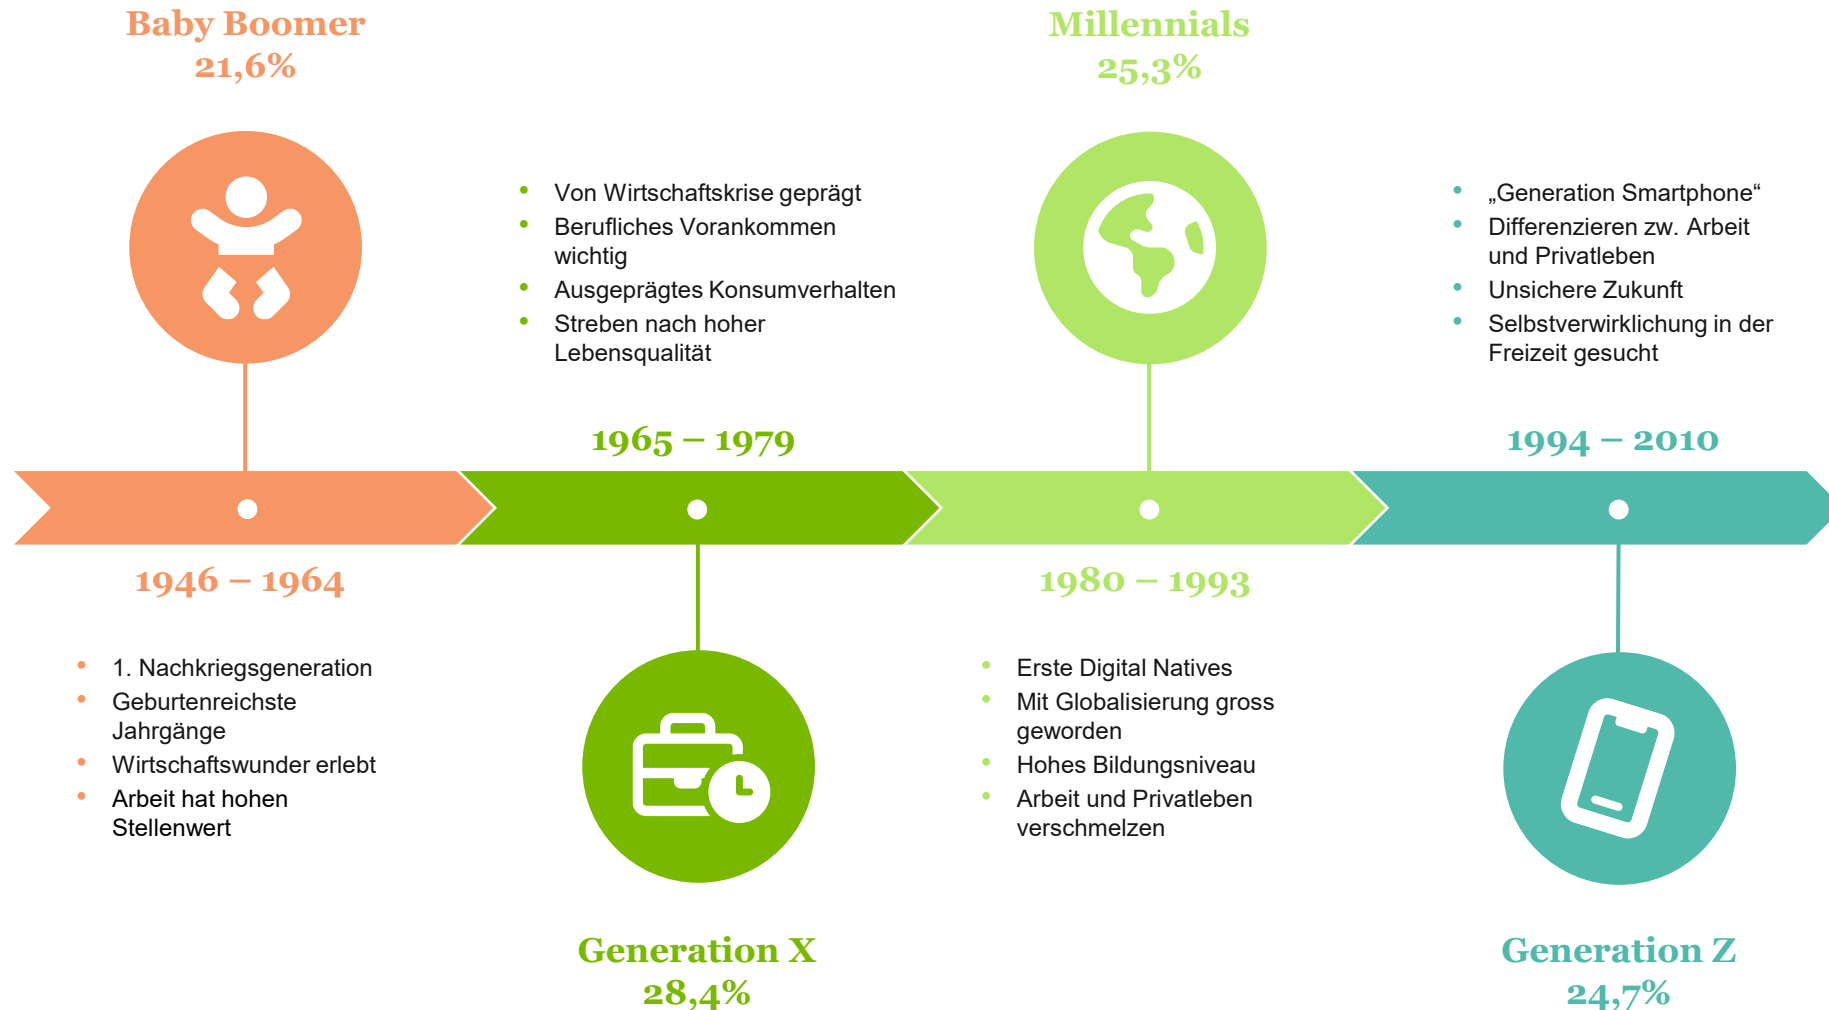 Baby Boomer
21,6%
1946 – 1964
• 1. Nachkriegsgeneration
• Geburtenreichste
Jahrgänge
• Wirtschaftswunder erlebt
• Arbeit hat hohen
Stellenwert
• Von Wirtschaftskrise geprägt
• Berufliches Vorankommen
wichtig
• Ausgeprägtes Konsumverhalten
• Streben nach hoher
Lebensqualität
1965 – 1979
Generation X
28,4%
Millennials
25,3%
1980 – 1993
• Erste Digital Natives
• Mit Globalisierung gross
geworden
• Hohes Bildungsniveau
• Arbeit und Privatleben
verschmelzen
• „Generation Smartphone“
• Differenzieren zw. Arbeit
und Privatleben
• Unsichere Zukunft
• Selbstverwirklichung in der
Freizeit gesucht
1994 – 2010
Generation Z
24,7%